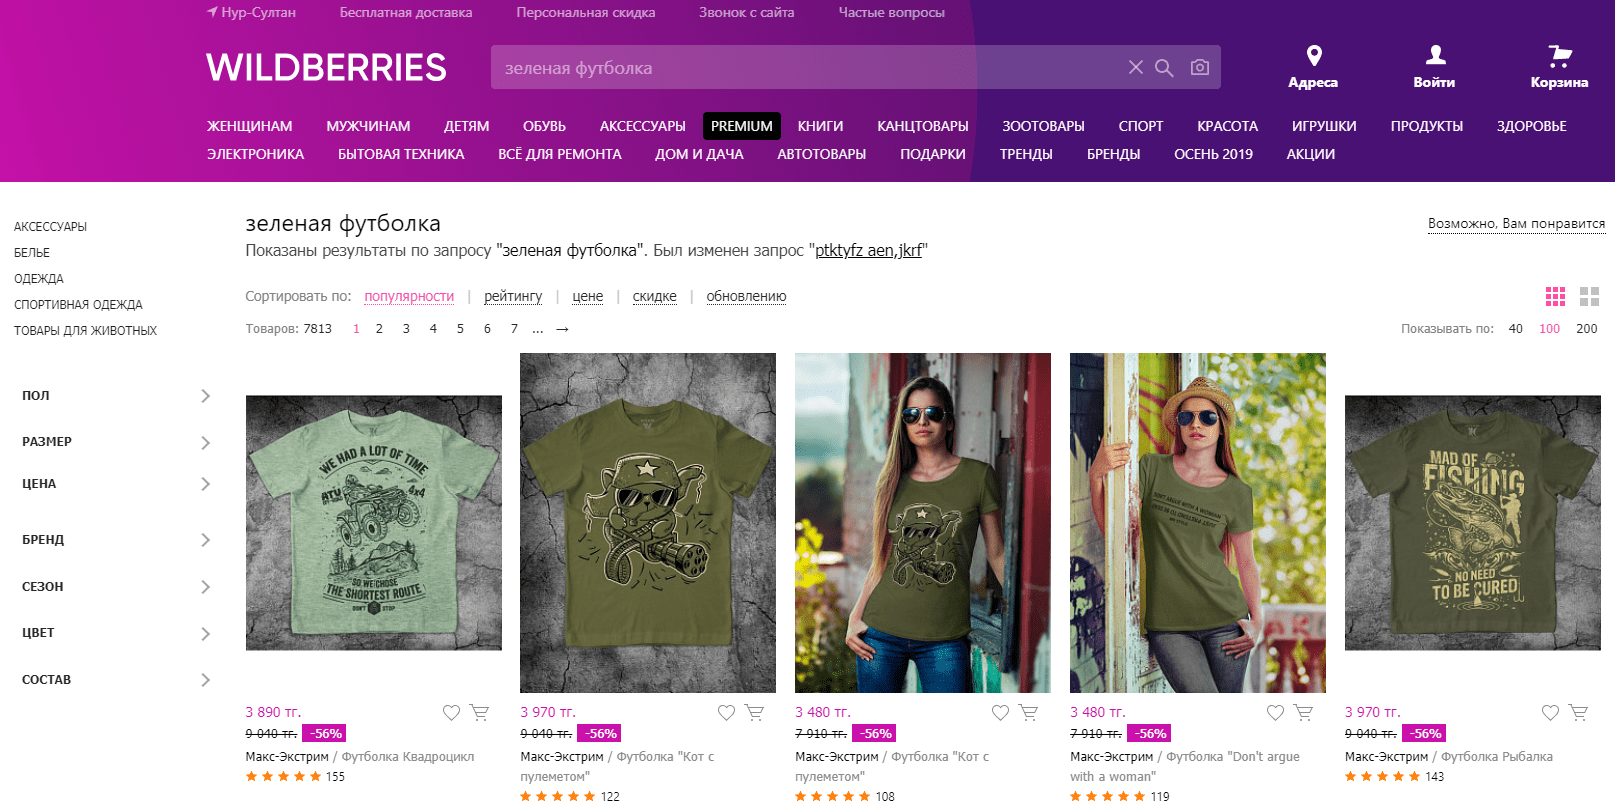 Нур-Султан Бесплатная доставка Персональная скидка Звонок с сайта Частые вопросы
WILDBERRIES
зеленая футболка
Адреса Войти Корзина
ЖЕНЩИНАМ МУЖЧИНАМ ДЕТЯМ ОБУВЬ АКСЕССУАРЫ PREMIUM КНИГИ КАНЦТОВАРЫ ЗООТОВАРЫ СПОРТ КРАСОТА ИГРУШКИ ПРОДУКТЫ ЗДОРОВЬЕ
ЭЛЕКТРОНИКА БЫТОВАЯ ТЕХНИКА ВСЁ ДЛЯ РЕМОНТА ДОМ И ДАЧА АВТОТОВАРЫ ПОДАРКИ ТРЕНДЫ БРЕНДЫ ОСЕНЬ 2019 АКЦИИ
АКСЕССУАРЫ
БЕЛЬЕ
ОДЕЖДА
СПОРТИВНАЯ ОДЕЖДА
ТОВАРЫ ДЛЯ ЖИВОТНЫХ
ПОЛ
РАЗМЕР
ЦЕНА
БРЕНД
СЕЗОН
ЦВЕТ
СОСТАВ
зеленая футболка
Возможно, Вам понравится
Показаны результаты по запросу "зеленая футболка". Был изменен запрос "ptktyfz aen,jkrf"
Сортировать по: популярности | рейтингу | цене | скидке | обновлению
Товаров: 7813 1 2 3 4 5 6 7 ... →
Показывать по: 40 100 200
WE HAD A LOT OF TIME
ATV
4x4
SO WE CHOSE
THE SHORTEST ROUTE
DON'T STOP
3 890 тг.
9 040 тг. -56%
Макс-Экстрим / Футболка Квадроцикл
155
3 970 тг.
9 040 тг. -56%
Макс-Экстрим / Футболка "Кот с
пулеметом"
122
3 480 тг.
7 910 тг. -56%
Макс-Экстрим / Футболка "Кот с
пулеметом"
108
DON'T ARGUE WITH A WOMAN
3 480 тг.
7 910 тг. -56%
Макс-Экстрим / Футболка "Don't argue
with a woman"
119
MAD OF
FISHING
NO NEED
TO BE CURED
3 970 тг.
9 040 тг. -56%
Макс-Экстрим / Футболка Рыбалка
143